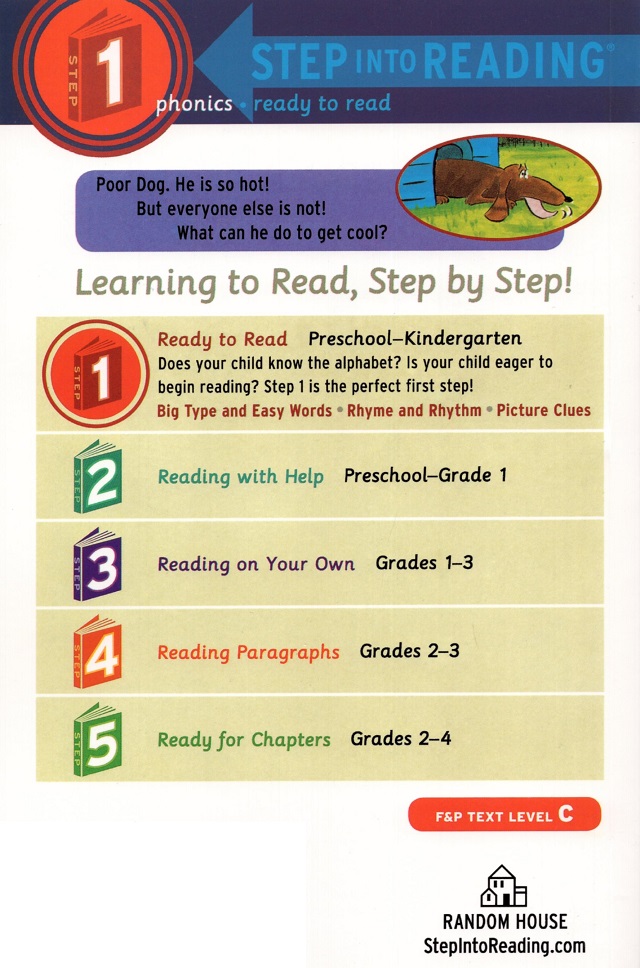 STEP
1
STEP INTO READING®
phonics • ready to read
Poor Dog. He is so hot!
But everyone else is not!
What can he do to get cool?
Learning to Read, Step by Step!
STEP
1
Ready to Read Preschool–Kindergarten
Does your child know the alphabet? Is your child eager to
begin reading? Step 1 is the perfect first step!
Big Type and Easy Words • Rhyme and Rhythm • Picture Clues
STEP
2
Reading with Help Preschool–Grade 1
STEP
3
Reading on Your Own Grades 1–3
STEP
4
Reading Paragraphs Grades 2–3
STEP
5
Ready for Chapters Grades 2–4
F&P TEXT LEVEL C
RANDOM HOUSE
StepIntoReading.com